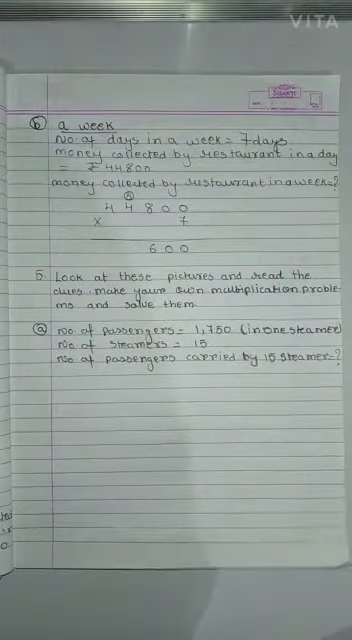 VITA
b a week
No. of days in a week = 7 days
money collected by restaurant in a day
= ₹ 44800
money collected by restaurant in a week = ?
5
4 4 8 0 0
x 7
6 0 0
5. Look at these pictures and read the
clues. make your own multiplication proble-
ms and solve them.
a No. of passengers = 1,750 (in one steamer)
No. of steamers = 15
No. of passengers carried by 15 steamer = ?